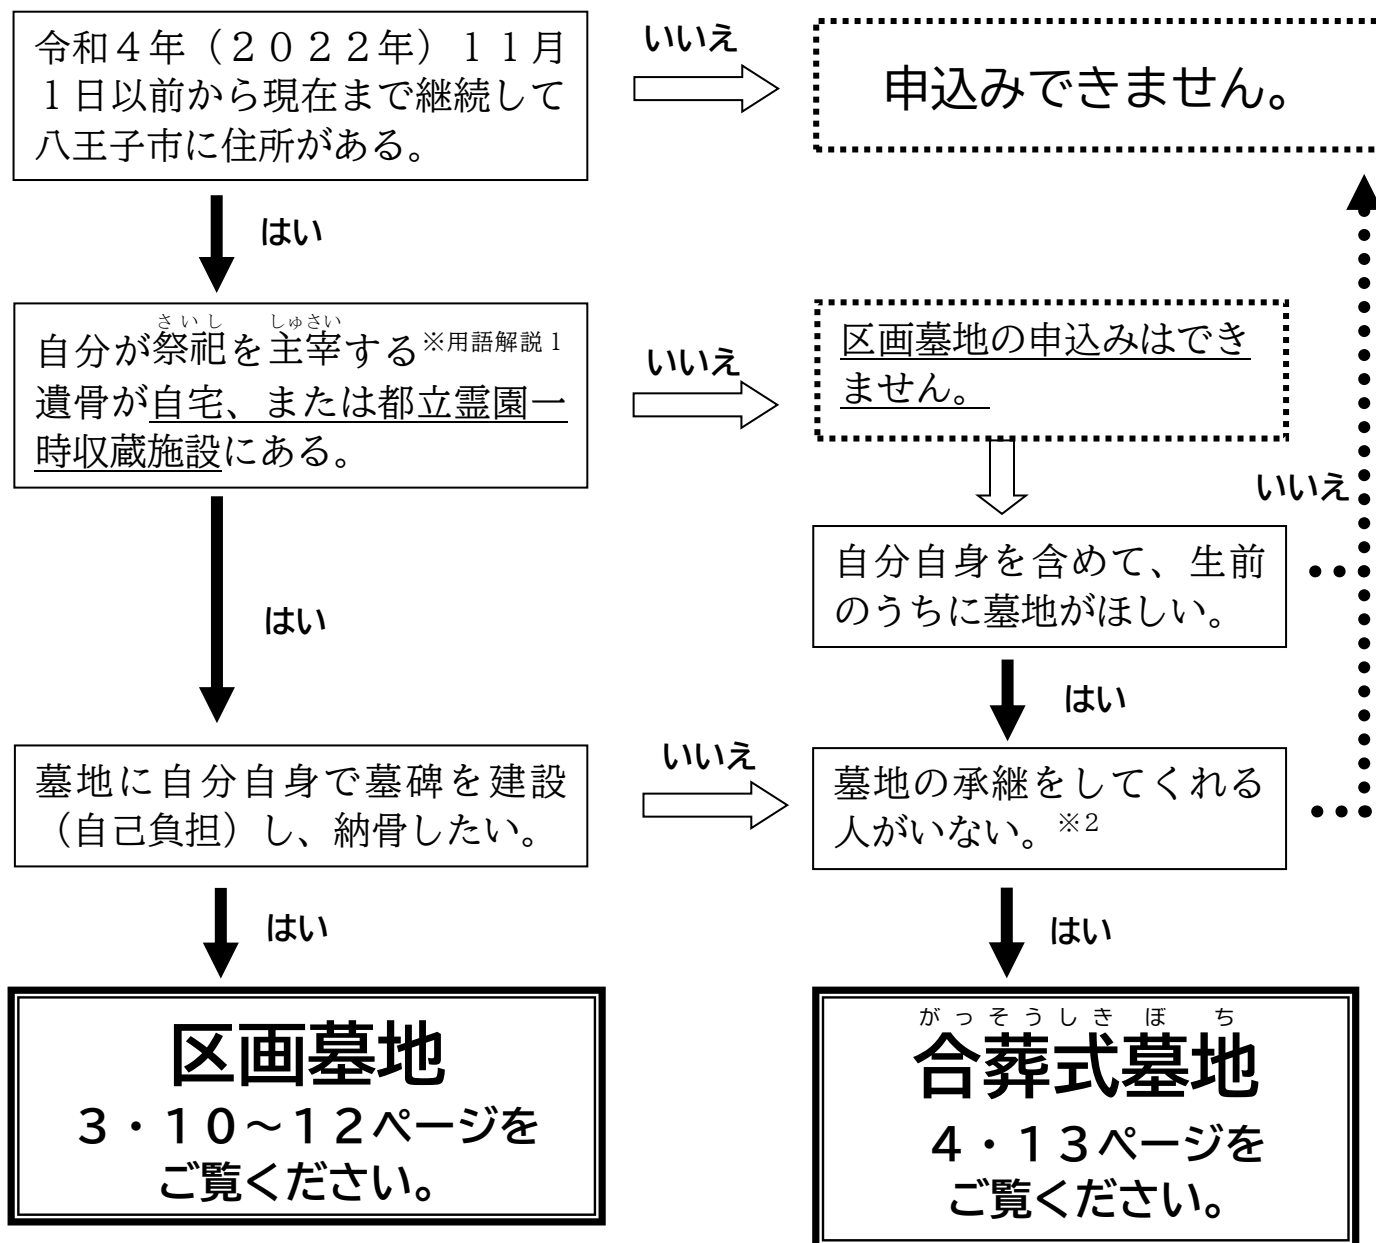 令和４年（２０２２年）１１月
１日以前から現在まで継続して
八王子市に住所がある。
いいえ
申込みできません。
はい
さいし しゅさい
自分が祭祀を主宰する※用語解説１
遺骨が自宅、または都立霊園一
時収蔵施設にある。
いいえ
区画墓地の申込みはでき
ません。
いいえ
自分自身を含めて、生前
のうちに墓地がほしい。
はい
はい
墓地に自分自身で墓碑を建設
（自己負担）し、納骨したい。
いいえ
墓地の承継をしてくれる
人がいない。※2
はい
はい
区画墓地
３・１０～１２ページを
ご覧ください。
がっそうしきぼち
合葬式墓地
４・１３ページを
ご覧ください。